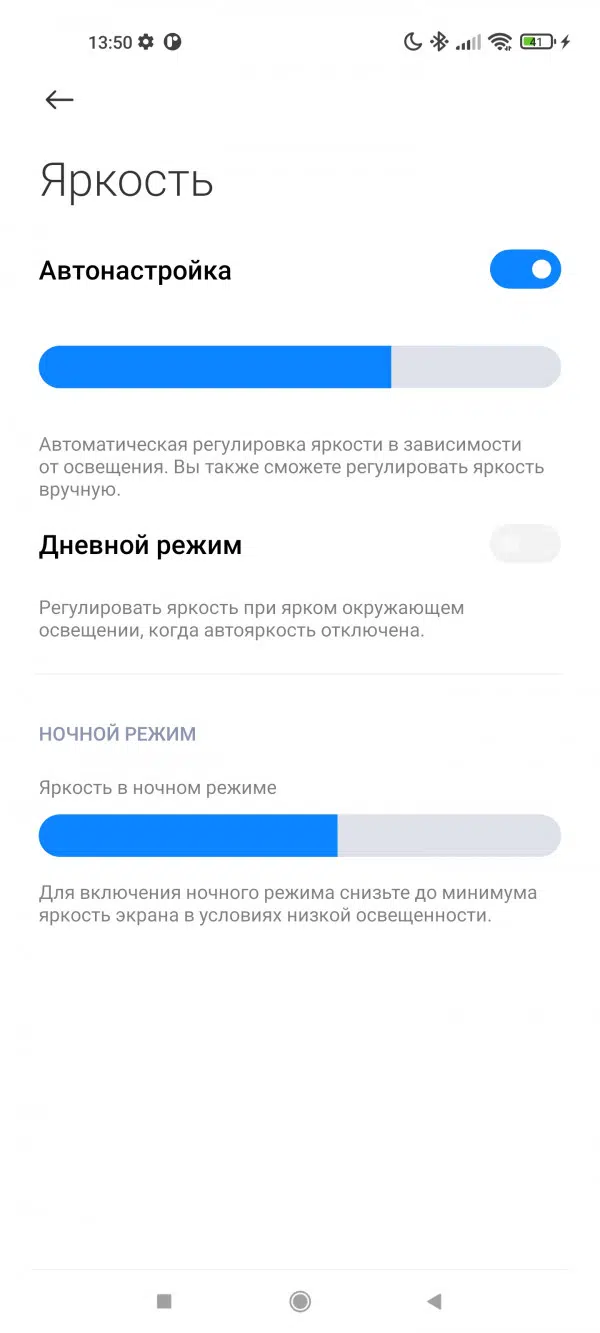 13:50
41
Яркость
Автонастройка
Автоматическая регулировка яркости в зависимости
от освещения. Вы также сможете регулировать яркость
вручную.
Дневной режим
Регулировать яркость при ярком окружающем
освещении, когда автояркость отключена.
НОЧНОЙ РЕЖИМ
Яркость в ночном режиме
Для включения ночного режима снизьте до минимума
яркость экрана в условиях низкой освещенности.